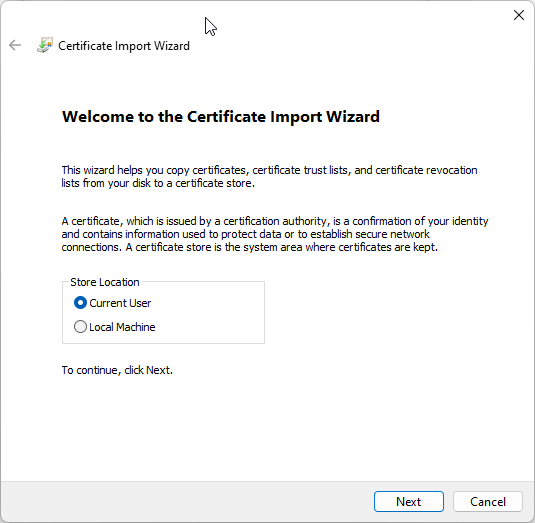 Certificate Import Wizard
Welcome to the Certificate Import Wizard
This wizard helps you copy certificates, certificate trust lists, and certificate revocation
lists from your disk to a certificate store.
A certificate, which is issued by a certification authority, is a confirmation of your identity
and contains information used to protect data or to establish secure network
connections. A certificate store is the system area where certificates are kept.
Store Location
Current User
Local Machine
To continue, click Next.
Next
Cancel